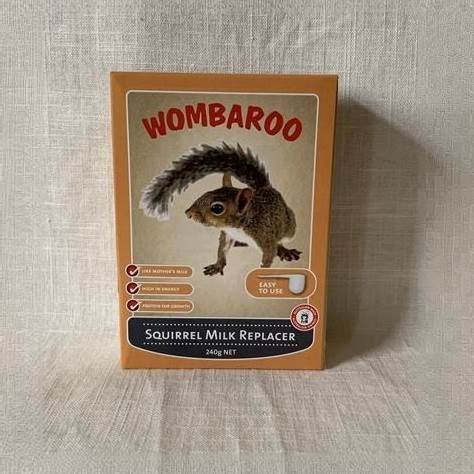 WOMBAROO
LIKE MOTHER'S MILK
HIGH IN ENERGY
PROTEIN FOR GROWTH
EASY
TO USE
SQUIRREL MILK REPLACER
240g NET